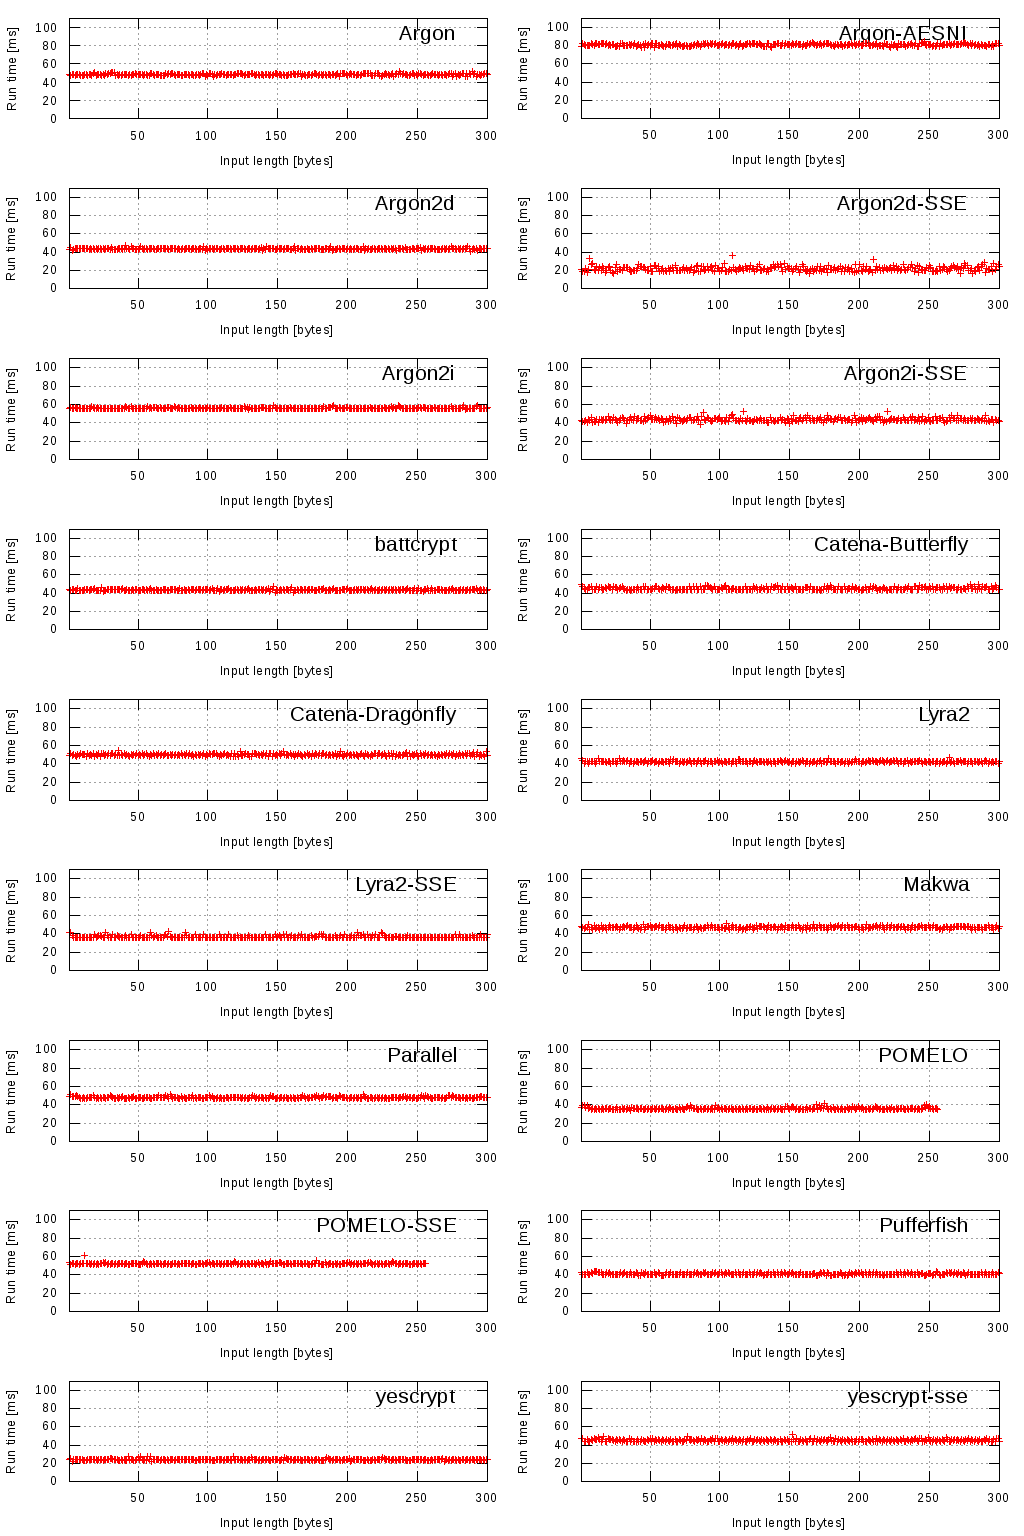 Argon
Run time [ms]
100
80
60
40
20
0
50 100 150 200 250 300
Input length [bytes]
Argon-AESNI
Run time [ms]
100
80
60
40
20
0
50 100 150 200 250 300
Input length [bytes]
Argon2d
Run time [ms]
100
80
60
40
20
0
50 100 150 200 250 300
Input length [bytes]
Argon2d-SSE
Run time [ms]
100
80
60
40
20
0
50 100 150 200 250 300
Input length [bytes]
Argon2i
Run time [ms]
100
80
60
40
20
0
50 100 150 200 250 300
Input length [bytes]
Argon2i-SSE
Run time [ms]
100
80
60
40
20
0
50 100 150 200 250 300
Input length [bytes]
battcrypt
Run time [ms]
100
80
60
40
20
0
50 100 150 200 250 300
Input length [bytes]
Catena-Butterfly
Run time [ms]
100
80
60
40
20
0
50 100 150 200 250 300
Input length [bytes]
Catena-Dragonfly
Run time [ms]
100
80
60
40
20
0
50 100 150 200 250 300
Input length [bytes]
Lyra2
Run time [ms]
100
80
60
40
20
0
50 100 150 200 250 300
Input length [bytes]
Lyra2-SSE
Run time [ms]
100
80
60
40
20
0
50 100 150 200 250 300
Input length [bytes]
Makwa
Run time [ms]
100
80
60
40
20
0
50 100 150 200 250 300
Input length [bytes]
Parallel
Run time [ms]
100
80
60
40
20
0
50 100 150 200 250 300
Input length [bytes]
POMELO
Run time [ms]
100
80
60
40
20
0
50 100 150 200 250 300
Input length [bytes]
POMELO-SSE
Run time [ms]
100
80
60
40
20
0
50 100 150 200 250 300
Input length [bytes]
Pufferfish
Run time [ms]
100
80
60
40
20
0
50 100 150 200 250 300
Input length [bytes]
yescrypt
Run time [ms]
100
80
60
40
20
0
50 100 150 200 250 300
Input length [bytes]
yescrypt-sse
Run time [ms]
100
80
60
40
20
0
50 100 150 200 250 300
Input length [bytes]